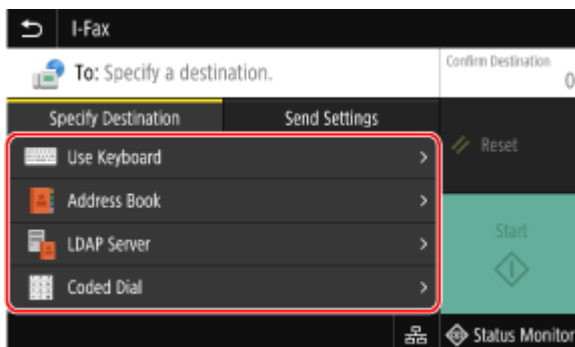 I-Fax
To: Specify a destination.
Confirm Destination
0
Specify Destination
Send Settings
Use Keyboard
Address Book
LDAP Server
Coded Dial
Reset
Start
Status Monitor